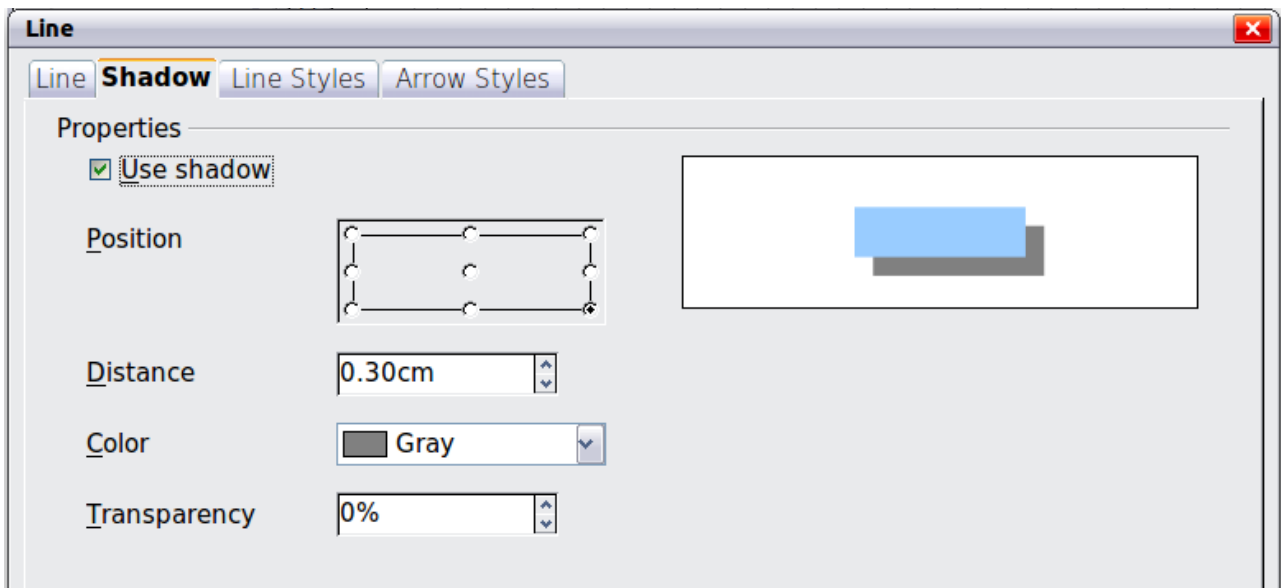 Line
Line Shadow Line Styles Arrow Styles
Properties
Use shadow
Position
Distance 0.30cm
Color Gray
Transparency 0%